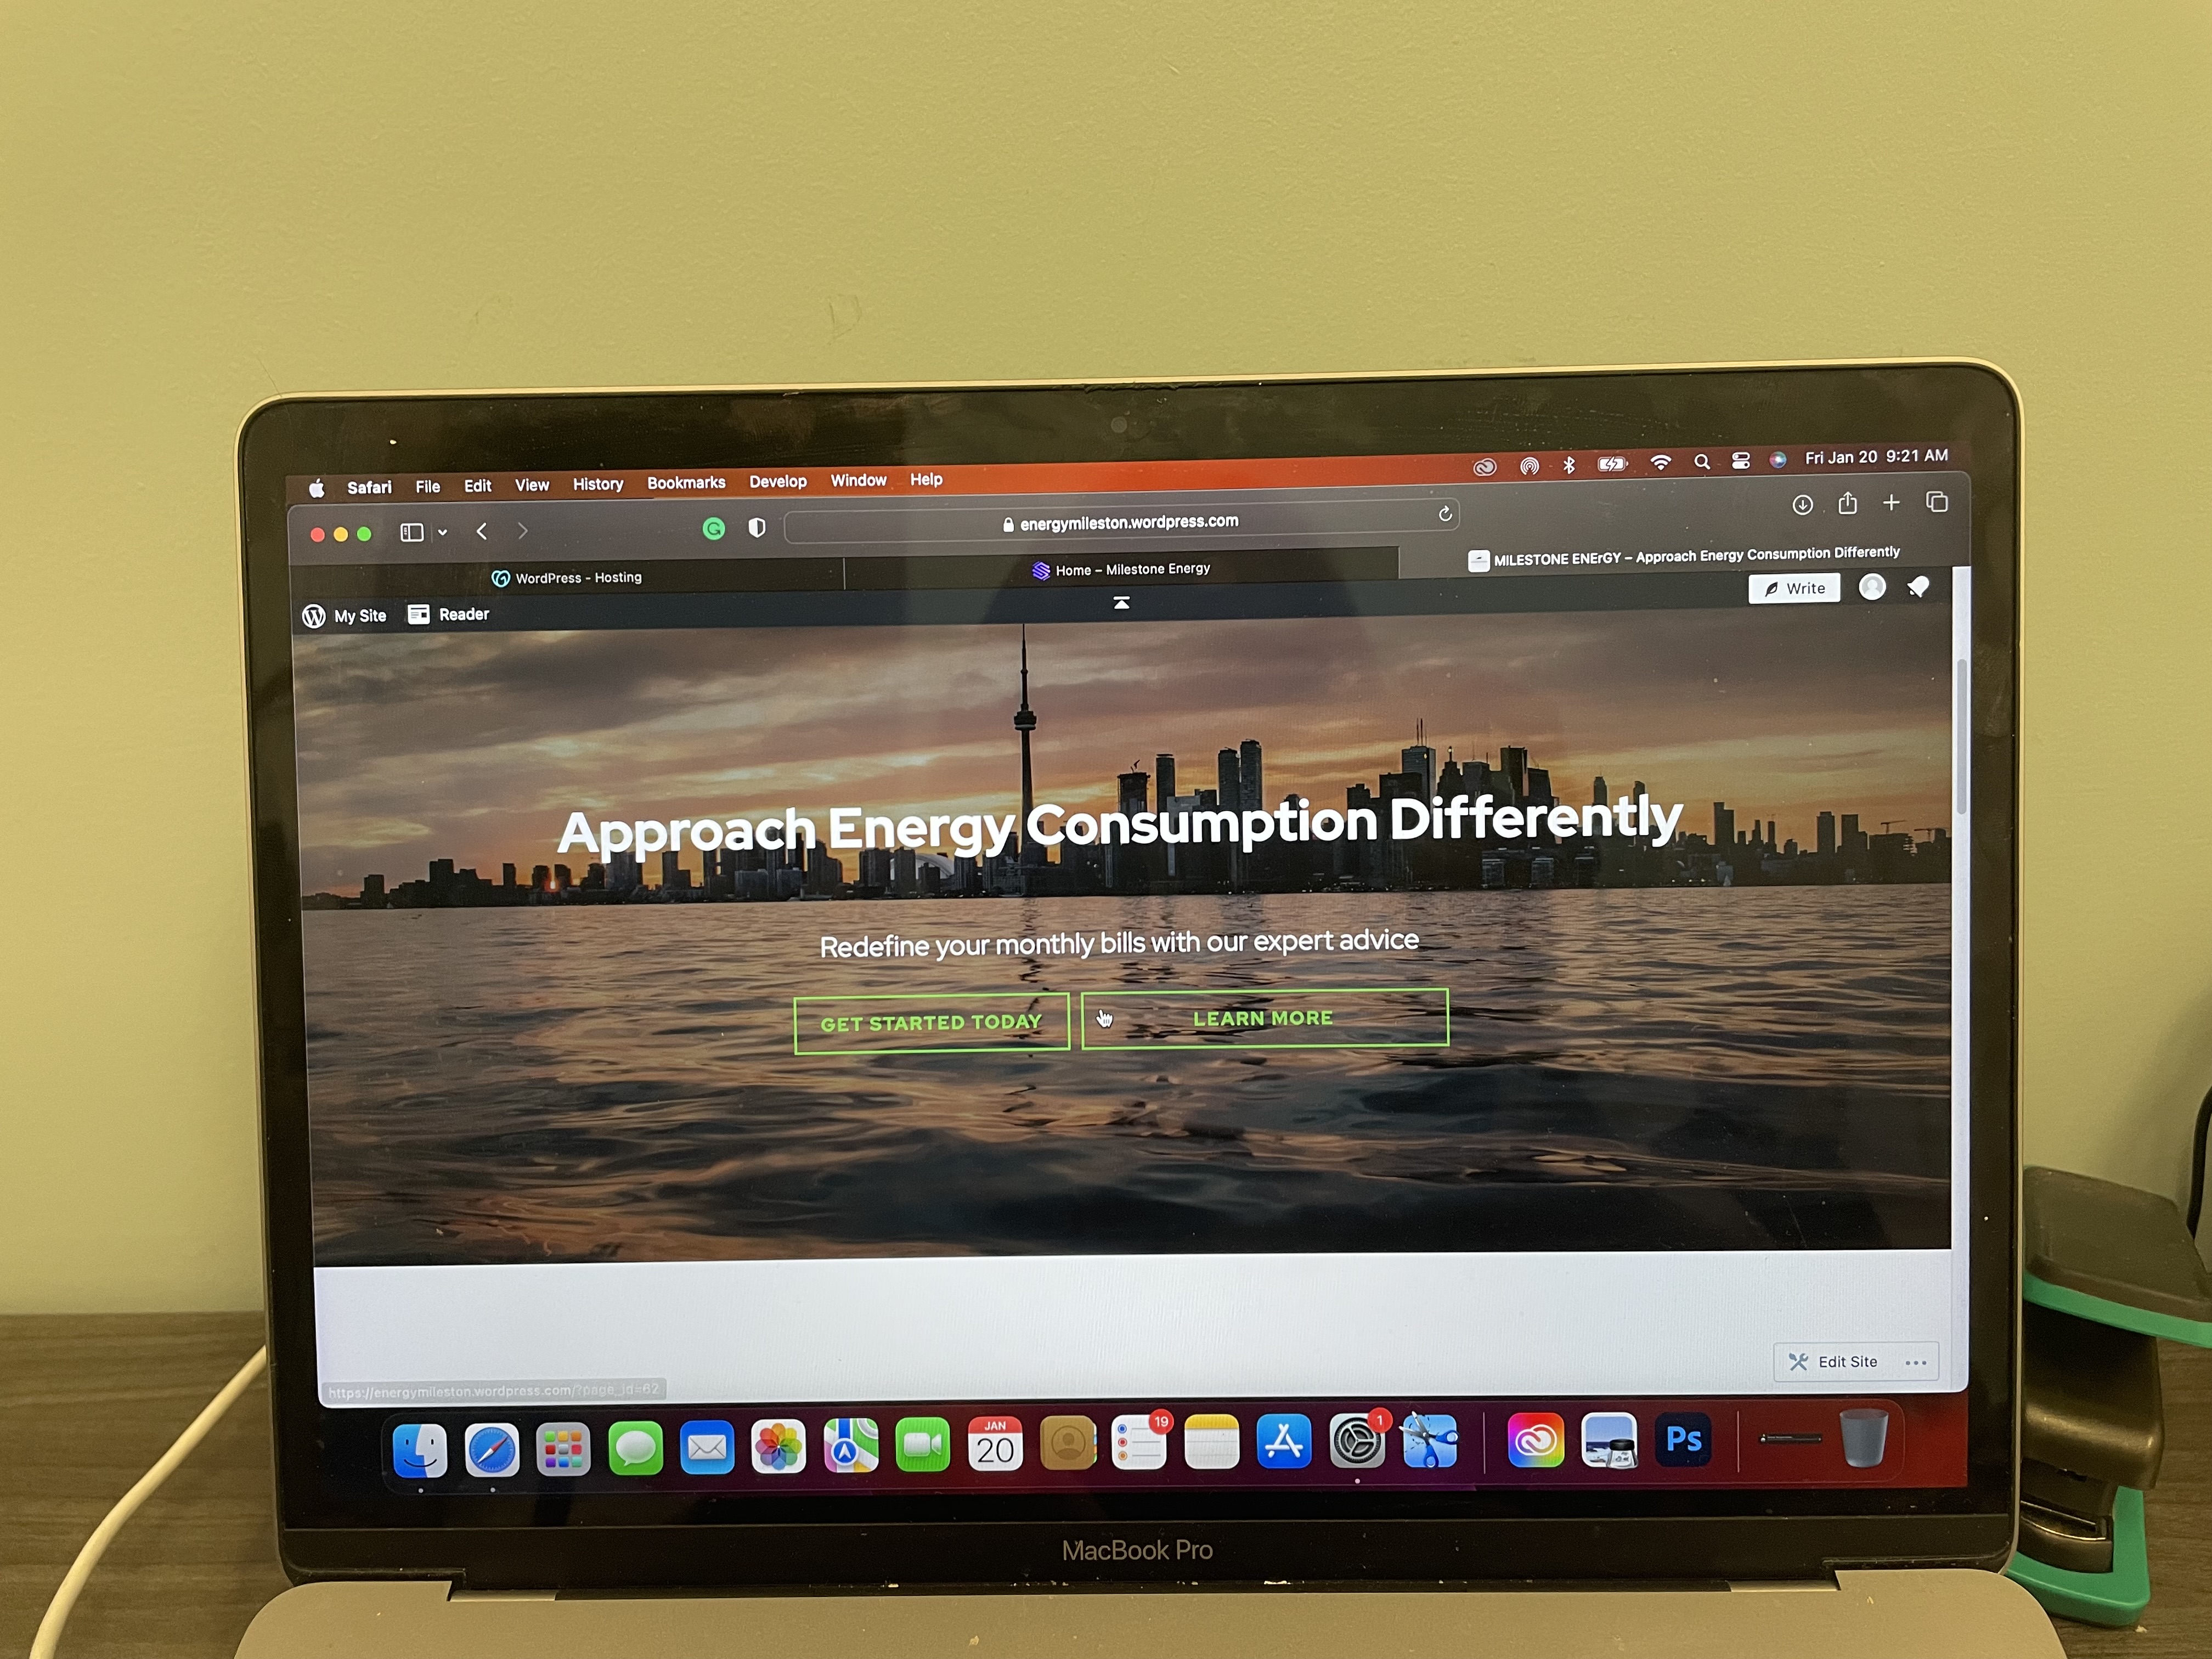 Safari File Edit View History Bookmarks Develop Window Help Fri Jan 20 9:21 AM
energymileston.wordpress.com
WordPress - Hosting Home – Milestone Energy MILESTONE ENErGY – Approach Energy Consumption Differently
My Site Reader Write
Approach Energy Consumption Differently
Redefine your monthly bills with our expert advice
GET STARTED TODAY LEARN MORE
Edit Site
https://energymileston.wordpress.com/?page_id=62
JAN 19 1
20 Ps
MacBook Pro